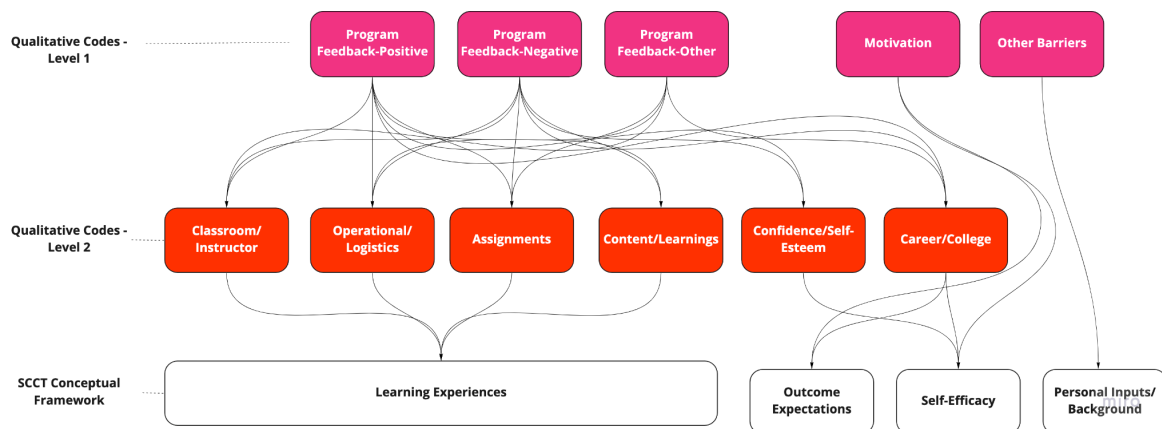 Qualitative Codes -
Level 1
Program
Feedback-Positive
Program
Feedback-Negative
Program
Feedback-Other
Motivation
Other Barriers
Qualitative Codes -
Level 2
Classroom/
Instructor
Operational/
Logistics
Assignments
Content/Learnings
Confidence/Self-
Esteem
Career/College
SCCT Conceptual
Framework
Learning Experiences
Outcome
Expectations
Self-Efficacy
Personal Inputs/
Background
miro